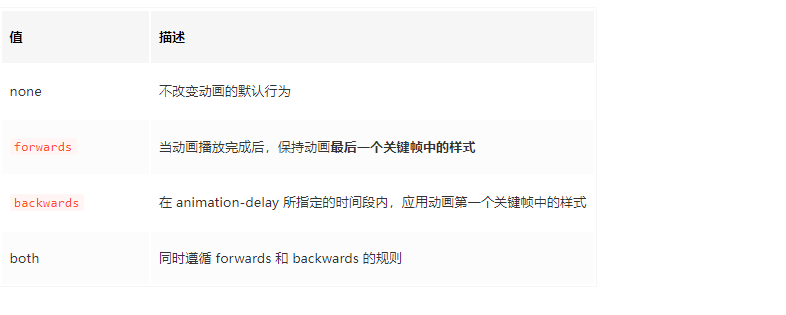 值 描述
none 不改变动画的默认行为
forwards 当动画播放完成后，保持动画最后一个关键帧中的样式
backwards 在 animation-delay 所指定的时间段内，应用动画第一个关键帧中的样式
both 同时遵循 forwards 和 backwards 的规则